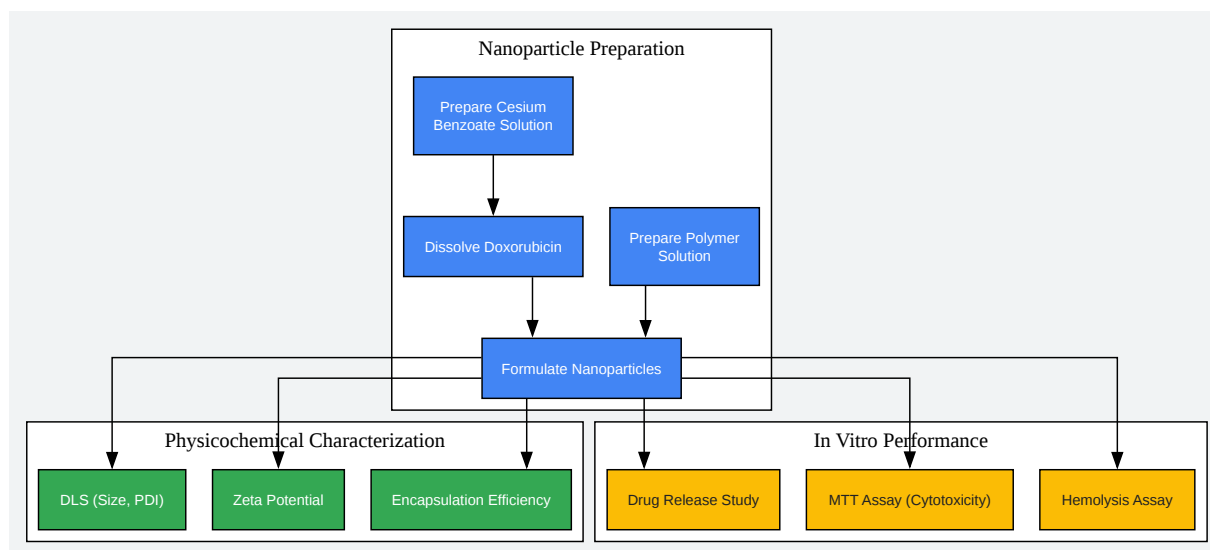 Nanoparticle Preparation
Prepare Cesium
Benzoate Solution
Dissolve Doxorubicin
Prepare Polymer
Solution
Formulate Nanoparticles
Physicochemical Characterization
DLS (Size, PDI)
Zeta Potential
Encapsulation Efficiency
In Vitro Performance
Drug Release Study
MTT Assay (Cytotoxicity)
Hemolysis Assay